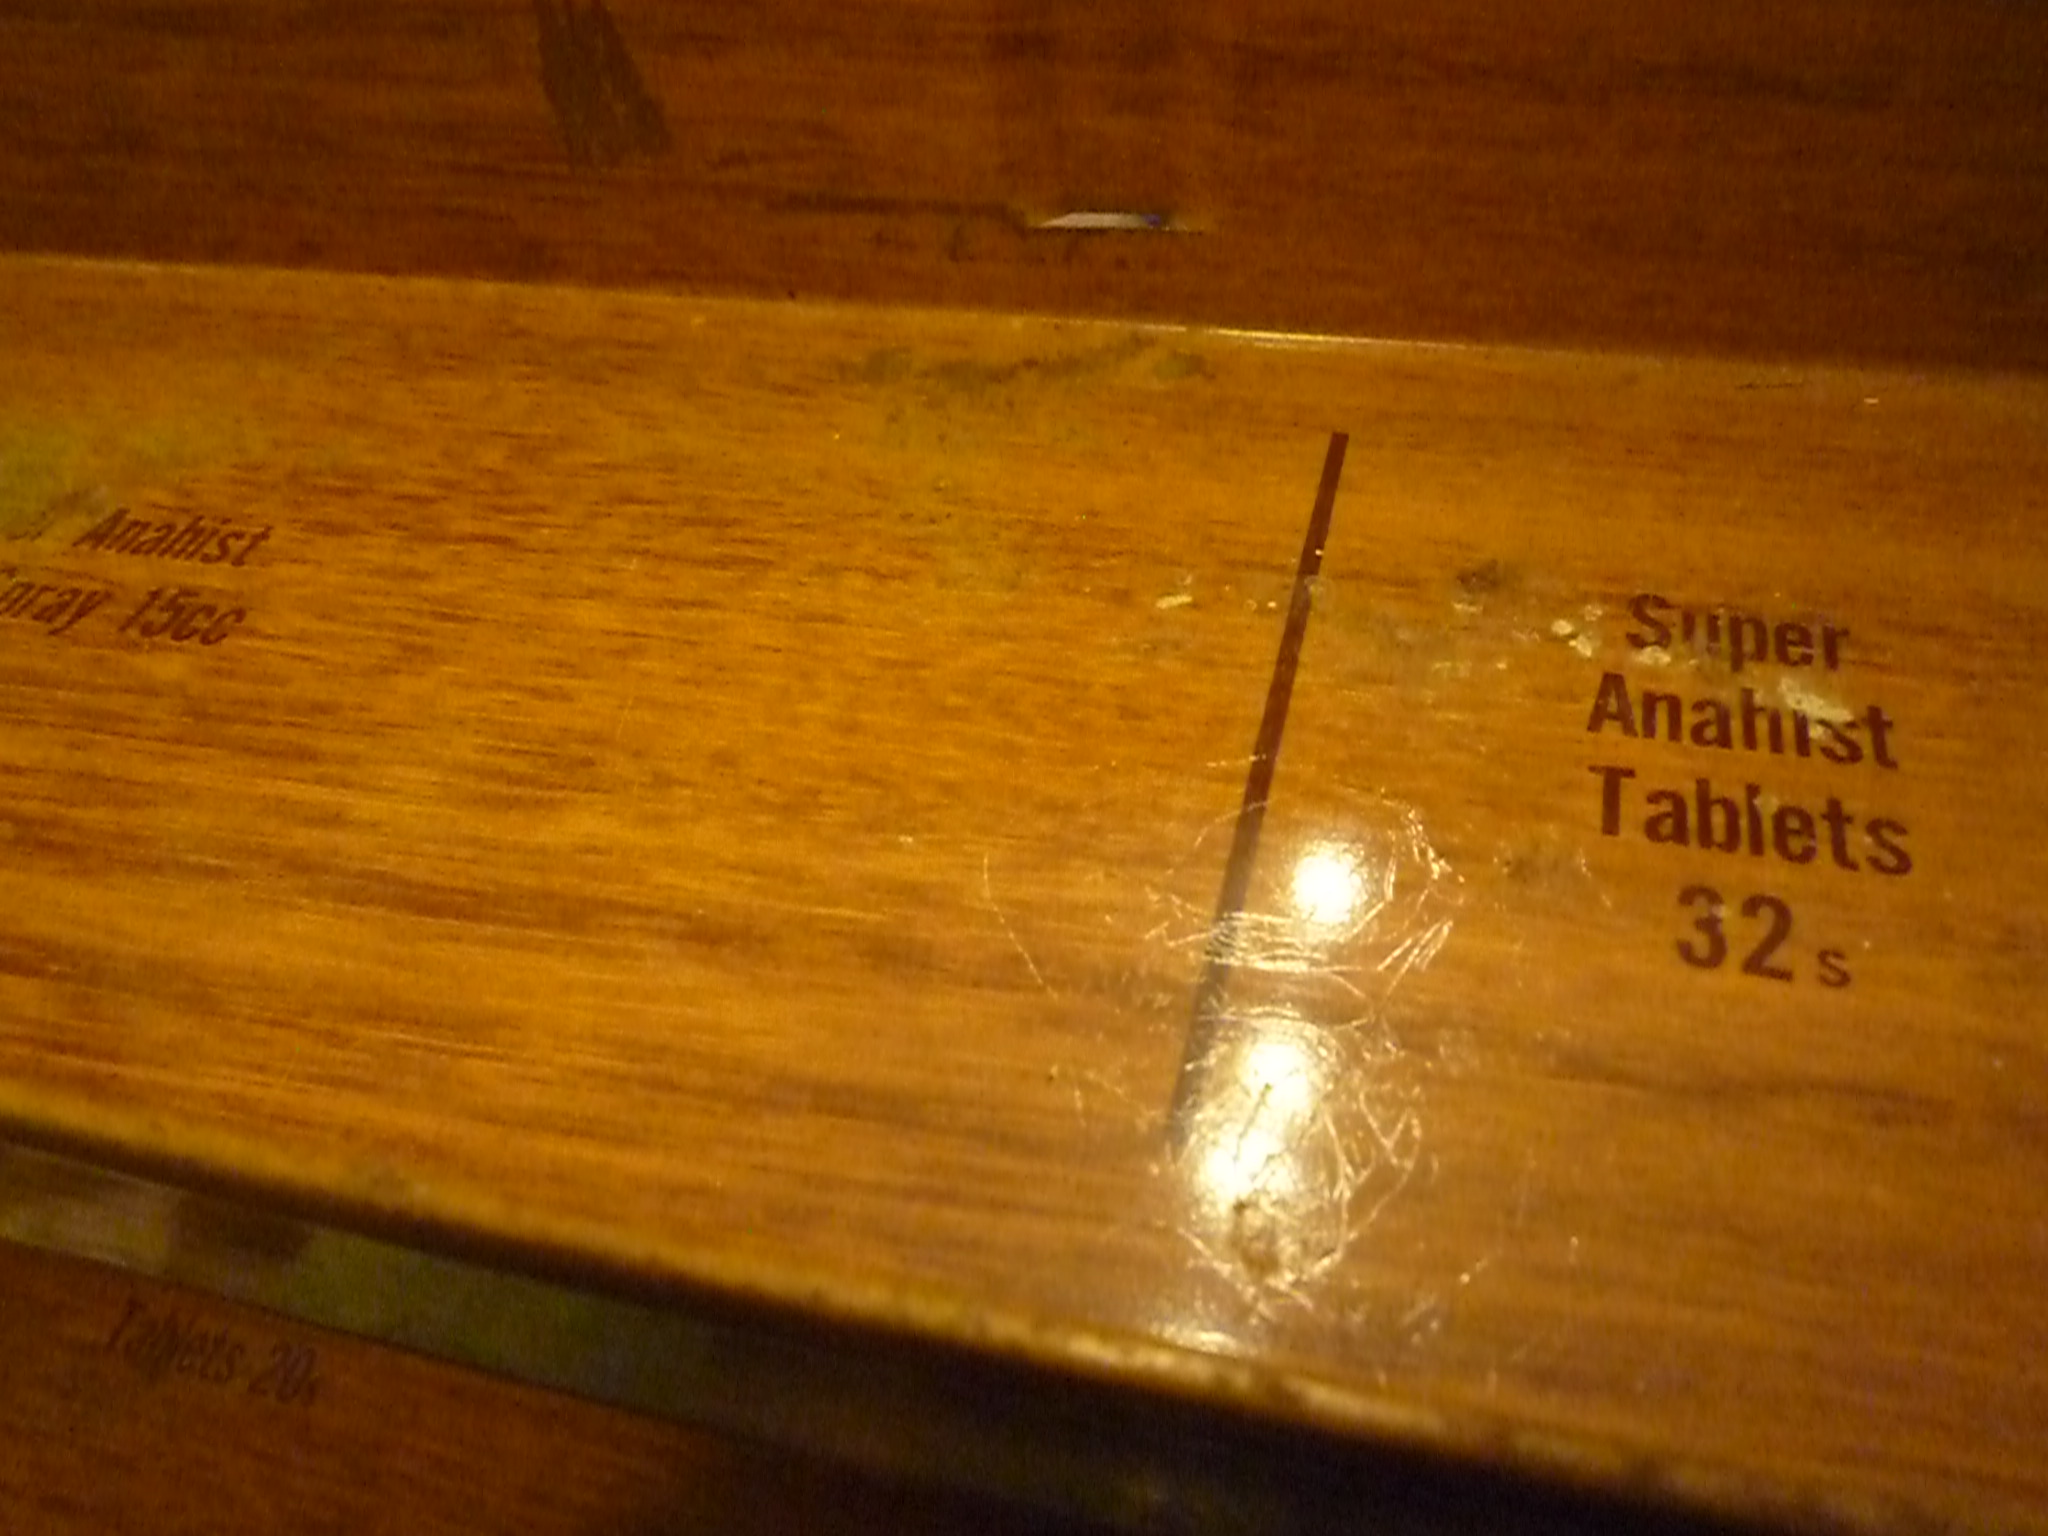 Anahist
Spray 15cc
Super
Anahist
Tablets
32s
Tablets 20s